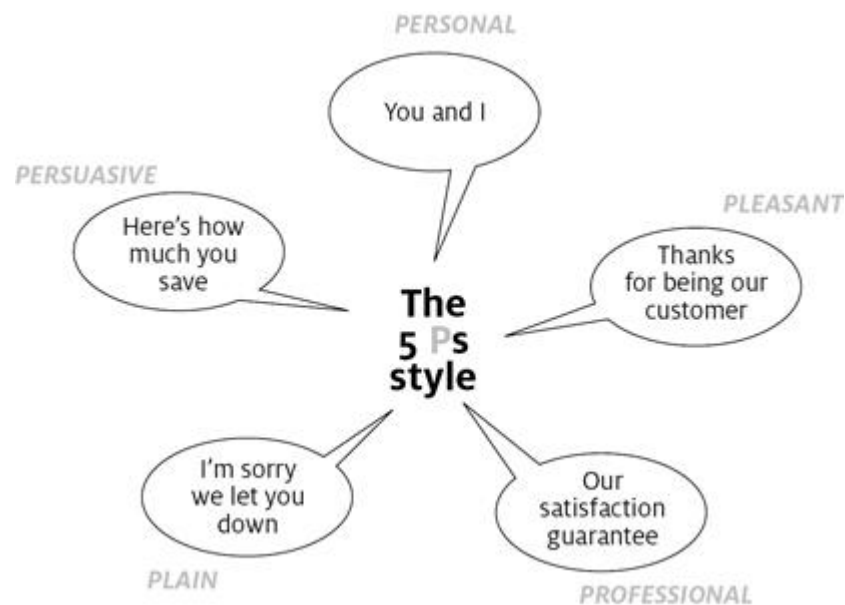 PERSONAL
You and I
PERSUASIVE
Here's how
much you
save
PLEASANT
Thanks
for being our
customer
The
5 Ps
style
I'm sorry
we let you
down
PLAIN
Our
satisfaction
guarantee
PROFESSIONAL